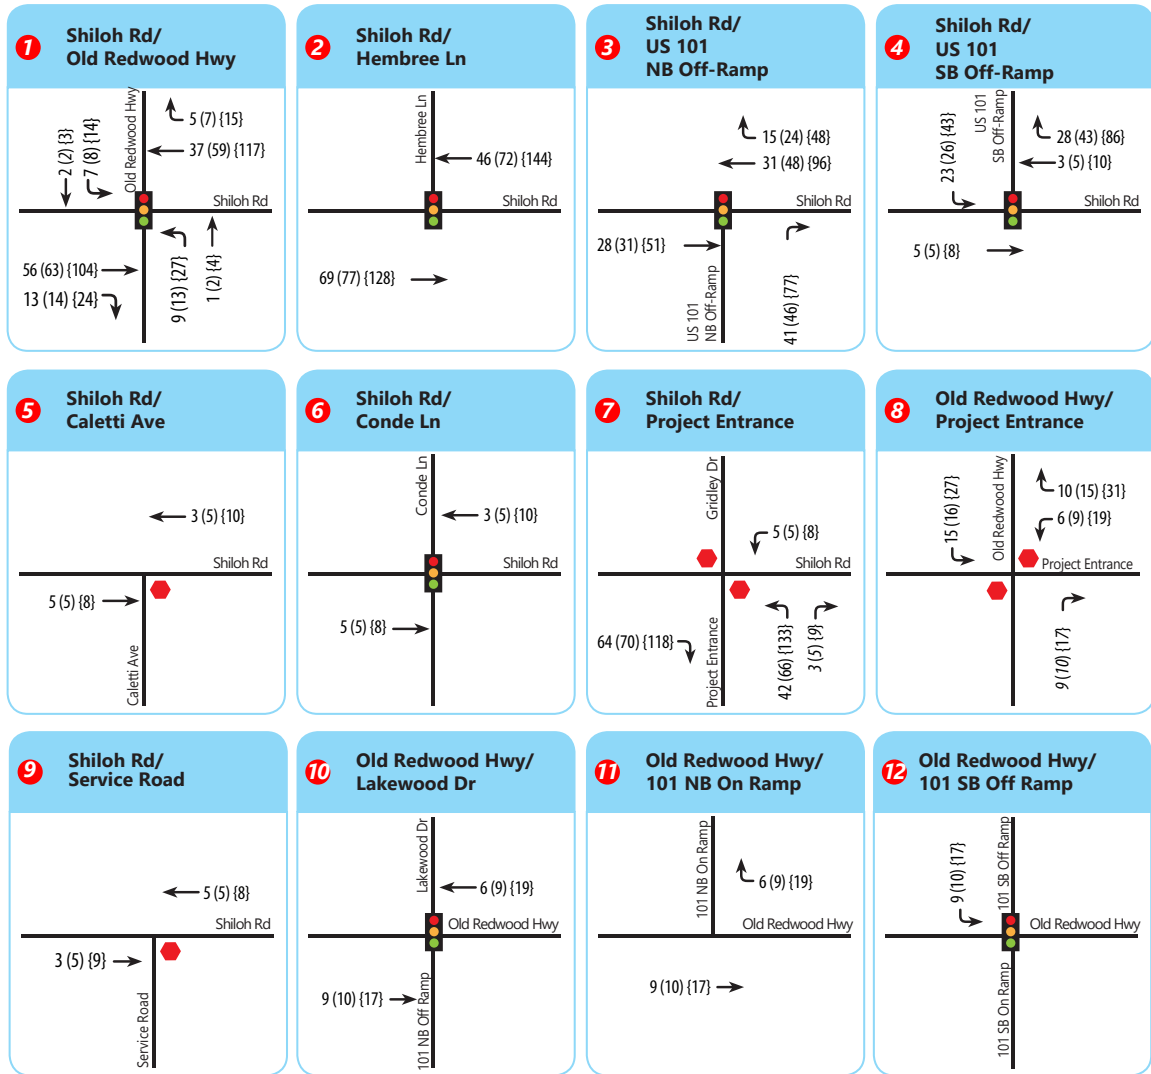 1
Shiloh Rd/
Old Redwood Hwy
2 (2) {3}
7 (8) {14}
Old Redwood Hwy
5 (7) {15}
37 (59) {117}
Shiloh Rd
56 (63) {104}
13 (14) {24}
9 (13) {27}
1 (2) {4}
2
Shiloh Rd/
Hembree Ln
Hembree Ln
46 (72) {144}
Shiloh Rd
69 (77) {128}
3
Shiloh Rd/
US 101
NB Off-Ramp
15 (24) {48}
31 (48) {96}
Shiloh Rd
28 (31) {51}
US 101
NB Off-Ramp
41 (46) {77}
4
Shiloh Rd/
US 101
SB Off-Ramp
23 (26) {43}
US 101
SB Off-Ramp
28 (43) {86}
3 (5) {10}
Shiloh Rd
5 (5) {8}
5
Shiloh Rd/
Caletti Ave
3 (5) {10}
Shiloh Rd
5 (5) {8}
Caletti Ave
6
Shiloh Rd/
Conde Ln
Conde Ln
3 (5) {10}
Shiloh Rd
5 (5) {8}
7
Shiloh Rd/
Project Entrance
Gridley Dr
5 (5) {8}
Shiloh Rd
64 (70) {118}
Project Entrance
42 (66) {133}
3 (5) {9}
8
Old Redwood Hwy/
Project Entrance
15 (16) {27}
Old Redwood Hwy
10 (15) {31}
6 (9) {19}
Project Entrance
9 (10) {17}
9
Shiloh Rd/
Service Road
5 (5) {8}
Shiloh Rd
3 (5) {9}
Service Road
10
Old Redwood Hwy/
Lakewood Dr
Lakewood Dr
6 (9) {19}
Old Redwood Hwy
9 (10) {17}
101 NB Off Ramp
11
Old Redwood Hwy/
101 NB On Ramp
101 NB On Ramp
6 (9) {19}
Old Redwood Hwy
9 (10) {17}
12
Old Redwood Hwy/
101 SB Off Ramp
9 (10) {17}
101 SB Off Ramp
Old Redwood Hwy
101 SB On Ramp